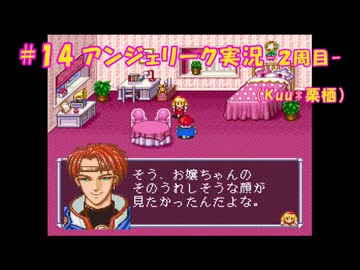 #14 アンジェリーク実況 -2周目-
(Kuu*栗栖)
そう、お嬢ちゃんの
そのうれしそうな顔が
見たかったんだよな。